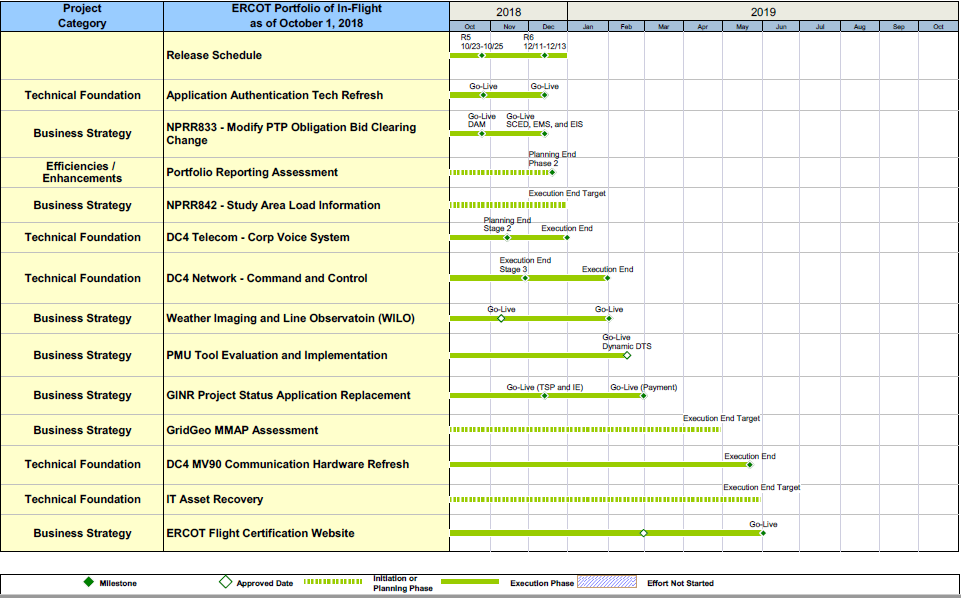 Project
Category
ERCOT Portfolio of In-Flight
as of October 1, 2018
2018
2019
Oct Nov Dec Jan Feb Mar Apr May Jun Jul Aug Sep Oct
Release Schedule
R5
10/23-10/25
R6
12/11-12/13
Technical Foundation
Application Authentication Tech Refresh
Go-Live
Go-Live
Business Strategy
NPRR833 - Modify PTP Obligation Bid Clearing
Change
Go-Live
DAM
Go-Live
SCED, EMS, and EIS
Efficiencies /
Enhancements
Portfolio Reporting Assessment
Planning End
Phase 2
Business Strategy
NPRR842 - Study Area Load Information
Execution End Target
Technical Foundation
DC4 Telecom - Corp Voice System
Planning End
Stage 2
Execution End
Technical Foundation
DC4 Network - Command and Control
Execution End
Stage 3
Execution End
Business Strategy
Weather Imaging and Line Observatoin (WILO)
Go-Live
Go-Live
Business Strategy
PMU Tool Evaluation and Implementation
Go-Live
Dynamic DTS
Business Strategy
GINR Project Status Application Replacement
Go-Live (TSP and IE)
Go-Live (Payment)
Business Strategy
GridGeo MMAP Assessment
Execution End Target
Technical Foundation
DC4 MV90 Communication Hardware Refresh
Execution End
Technical Foundation
IT Asset Recovery
Execution End Target
Business Strategy
ERCOT Flight Certification Website
Go-Live
Milestone
Approved Date
Initiation or
Planning Phase
Execution Phase
Effort Not Started